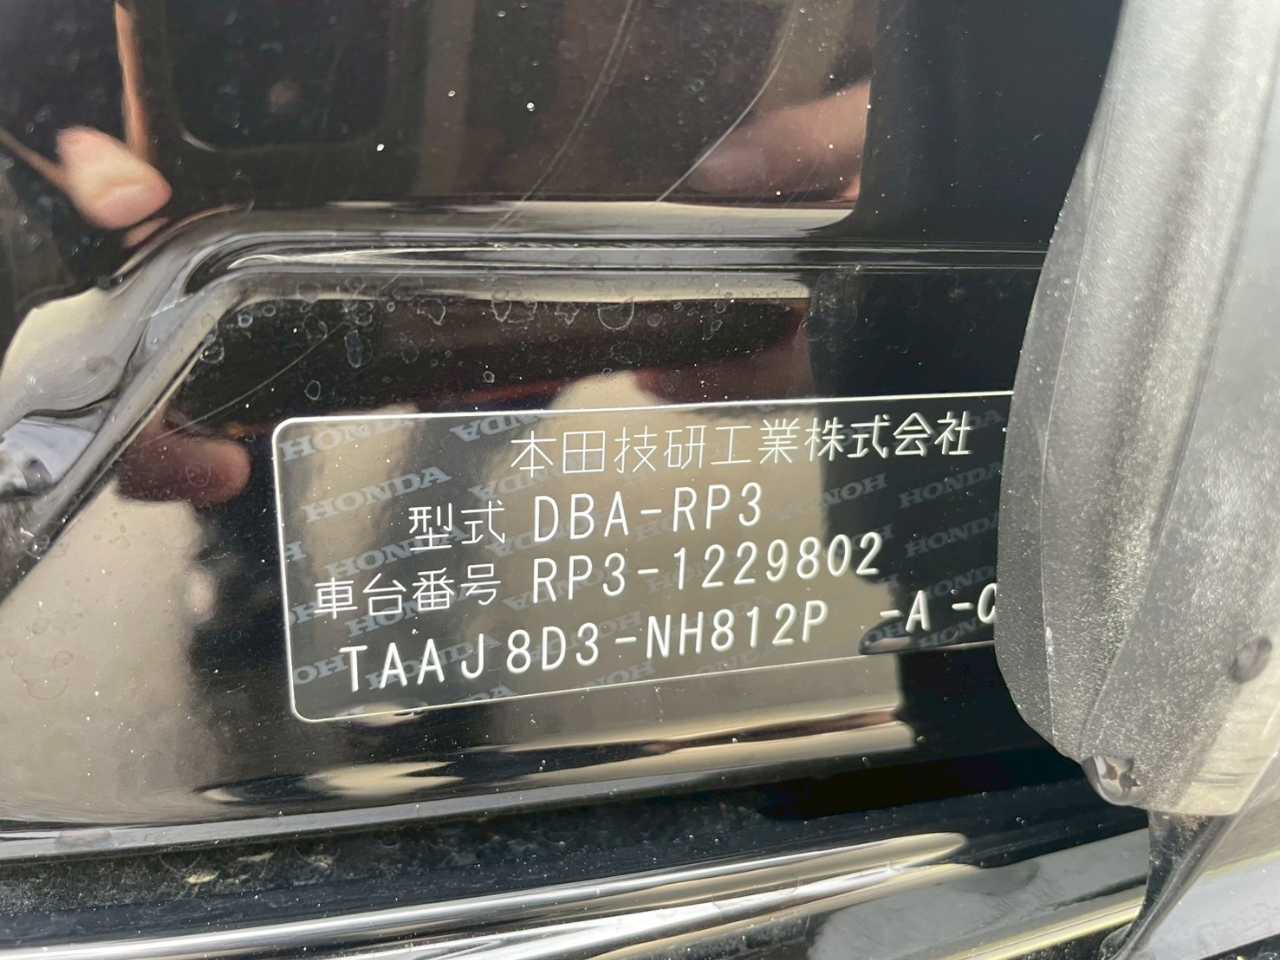 本田技研工業株式会社
型式 DBA-RP3
車台番号 RP3-1229802
TAAJ8D3-NH812P -A -C